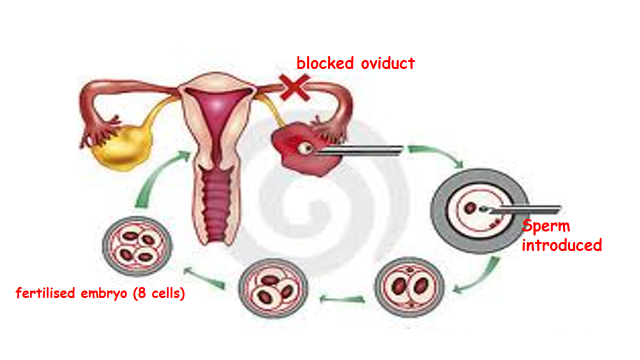 blocked oviduct
Sperm
introduced
fertilised embryo (8 cells)